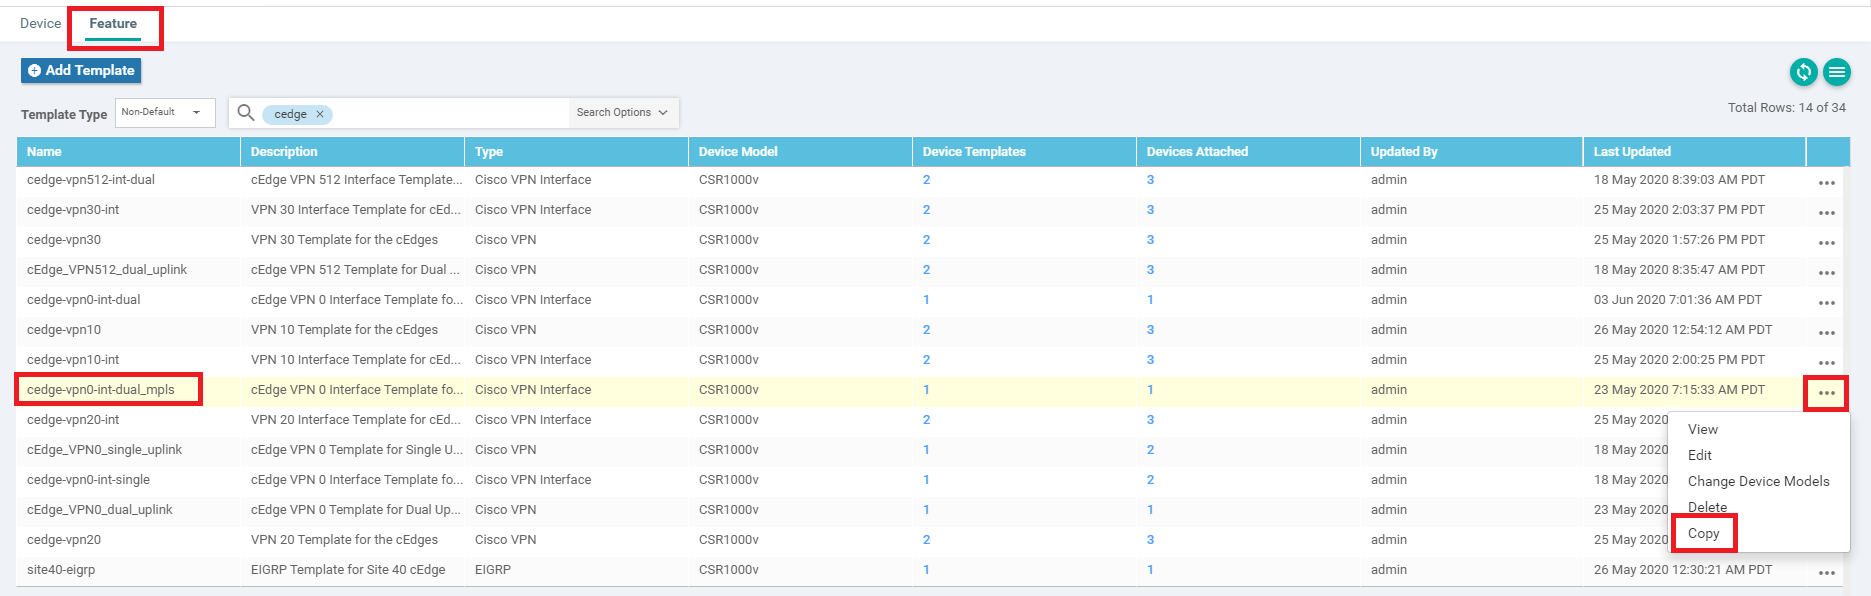 Device Feature
Add Template
Template Type Non-Default cedge × Search Options
Total Rows: 14 of 34
Name Description Type Device Model Device Templates Devices Attached Updated By Last Updated
cedge-vpn512-int-dual cEdge VPN 512 Interface Template... Cisco VPN Interface CSR1000v 2 3 admin 18 May 2020 8:39:03 AM PDT
cedge-vpn30-int VPN 30 Interface Template for cEd... Cisco VPN Interface CSR1000v 2 3 admin 25 May 2020 2:03:37 PM PDT
cedge-vpn30 VPN 30 Template for the cEdges Cisco VPN CSR1000v 2 3 admin 25 May 2020 1:57:26 PM PDT
cEdge_VPN512_dual_uplink cEdge VPN 512 Template for Dual ... Cisco VPN CSR1000v 2 3 admin 18 May 2020 8:35:47 AM PDT
cedge-vpn0-int-dual cEdge VPN 0 Interface Template fo... Cisco VPN Interface CSR1000v 1 1 admin 03 Jun 2020 7:01:36 AM PDT
cedge-vpn10 VPN 10 Template for the cEdges Cisco VPN CSR1000v 2 3 admin 26 May 2020 12:54:12 AM PDT
cedge-vpn10-int VPN 10 Interface Template for cEd... Cisco VPN Interface CSR1000v 2 3 admin 25 May 2020 2:00:25 PM PDT
cedge-vpn0-int-dual_mpls cEdge VPN 0 Interface Template fo... Cisco VPN Interface CSR1000v 1 1 admin 23 May 2020 7:15:33 AM PDT
cedge-vpn20-int VPN 20 Interface Template for cEd... Cisco VPN Interface CSR1000v 2 3 admin 25 May 2020
cEdge_VPN0_single_uplink cEdge VPN 0 Template for Single U... Cisco VPN CSR1000v 1 2 admin 18 May 2020
cedge-vpn0-int-single cEdge VPN 0 Interface Template fo... Cisco VPN Interface CSR1000v 1 2 admin 18 May 2020
cEdge_VPN0_dual_uplink cEdge VPN 0 Template for Dual Up... Cisco VPN CSR1000v 1 1 admin 23 May 2020
cedge-vpn20 VPN 20 Template for the cEdges Cisco VPN CSR1000v 2 3 admin 25 May 2020
site40-eigrp EIGRP Template for Site 40 cEdge EIGRP CSR1000v 1 1 admin 26 May 2020 12:30:21 AM PDT
View
Edit
Change Device Models
Delete
Copy